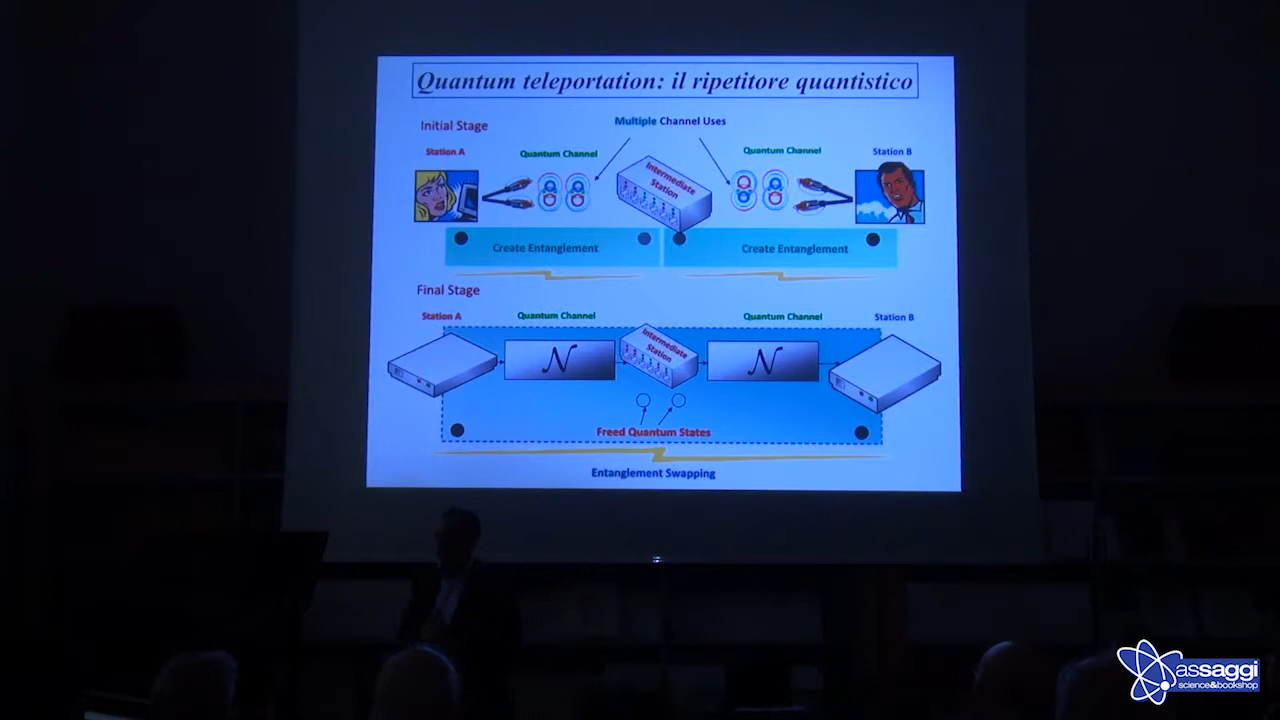 Quantum teleportation: il ripetitore quantistico
Initial Stage
Multiple Channel Uses
Station A
Quantum Channel
Intermediate
Station
Quantum Channel
Station B
Create Entanglement
Create Entanglement
Final Stage
Station A
Quantum Channel
Intermediate
Station
Quantum Channel
Station B
N
N
Freed Quantum States
Entanglement Swapping
assaggi
science&bookshop